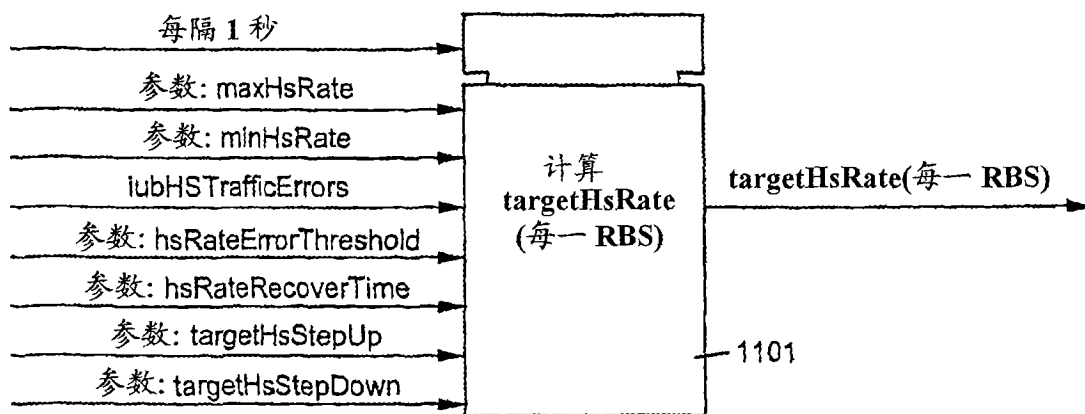 每隔 1 秒
参数: maxHsRate
参数: minHsRate
iubHSTrafficErrors
参数: hsRateErrorThreshold
参数: hsRateRecoverTime
参数: targetHsStepUp
参数: targetHsStepDown
计算
targetHsRate
(每一 RBS)
1101
targetHsRate(每一 RBS)